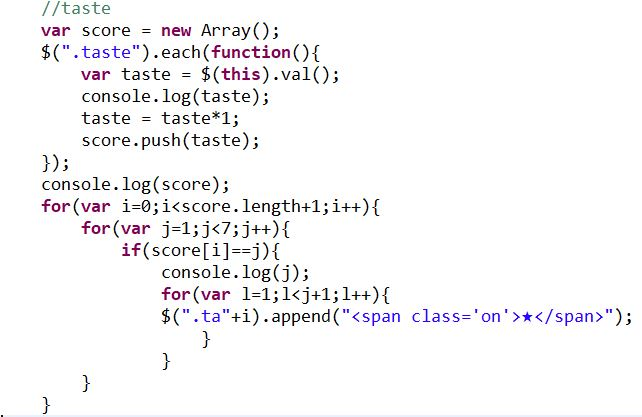 //taste
var score = new Array();
$(".taste").each(function(){
var taste = $(this).val();
console.log(taste);
taste = taste*1;
score.push(taste);
});
console.log(score);
for(var i=0;i<score.length+1;i++){
for(var j=1;j<7;j++){
if(score[i]==j){
console.log(j);
for(var l=1;l<j+1;l++){
$(".ta"+i).append("<span class='on'>★</span>");
}
}
}
}